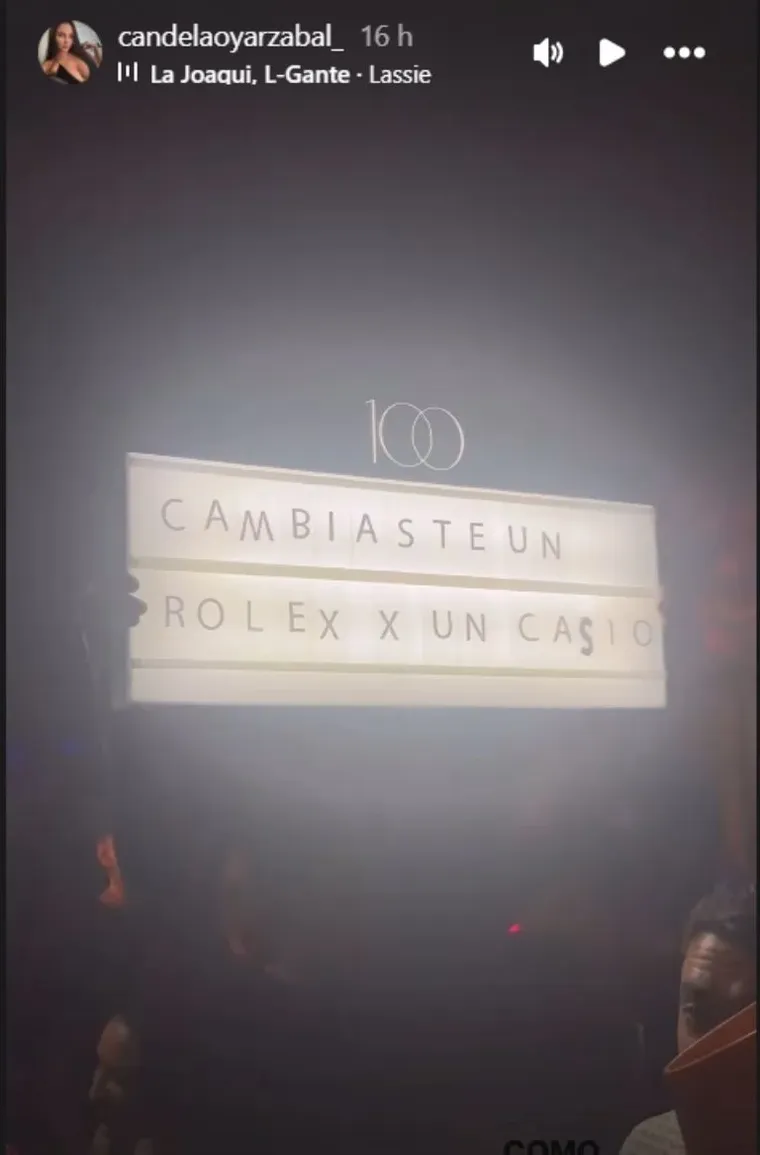 candelaoyarzabal_ 16 h
La Joaqui, L-Gante · Lassie
100
CAMBIASTE UN
ROLEX X UN CASIO
COMO